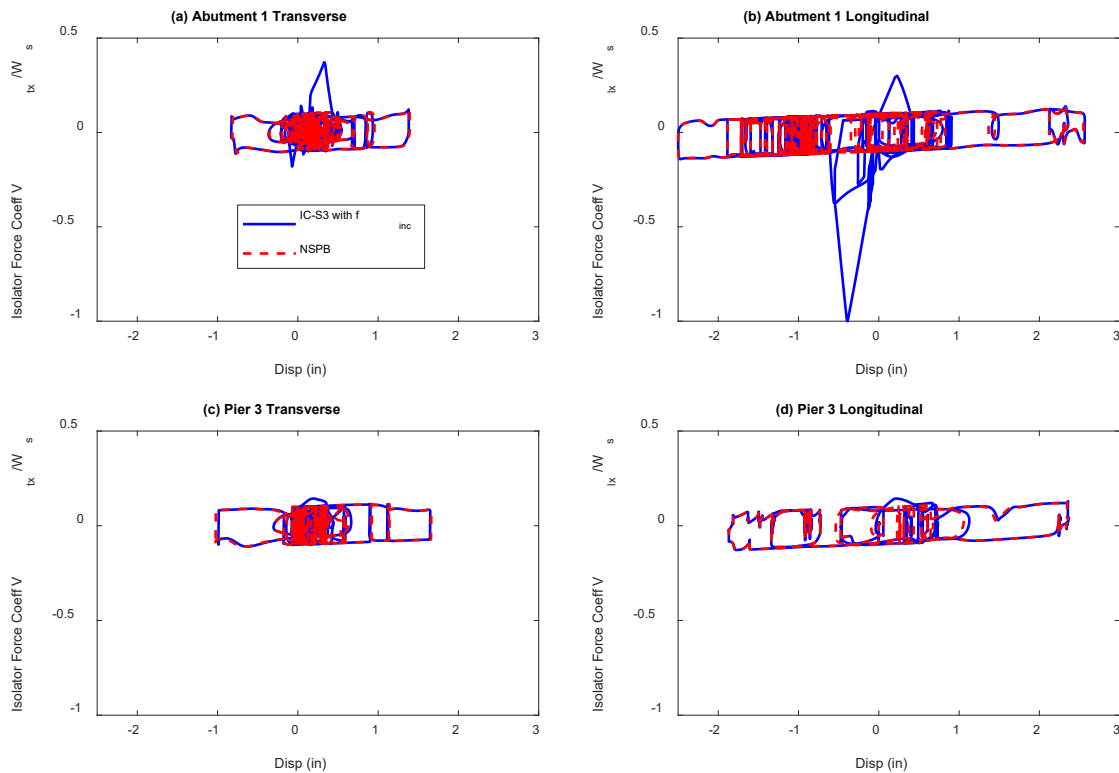 (a) Abutment 1 Transverse
0.5
0
-0.5
-1
-2
-1
0
1
2
3
Disp (in)
Isolator Force Coeff V tx /W s
IC-S3 with f inc
NSPB
(b) Abutment 1 Longitudinal
0.5
0
-0.5
-1
-2
-1
0
1
2
3
Disp (in)
Isolator Force Coeff V lx /W s
(c) Pier 3 Transverse
0.5
0
-0.5
-1
-2
-1
0
1
2
3
Disp (in)
Isolator Force Coeff V tx /W s
(d) Pier 3 Longitudinal
0.5
0
-0.5
-1
-2
-1
0
1
2
3
Disp (in)
Isolator Force Coeff V lx /W s